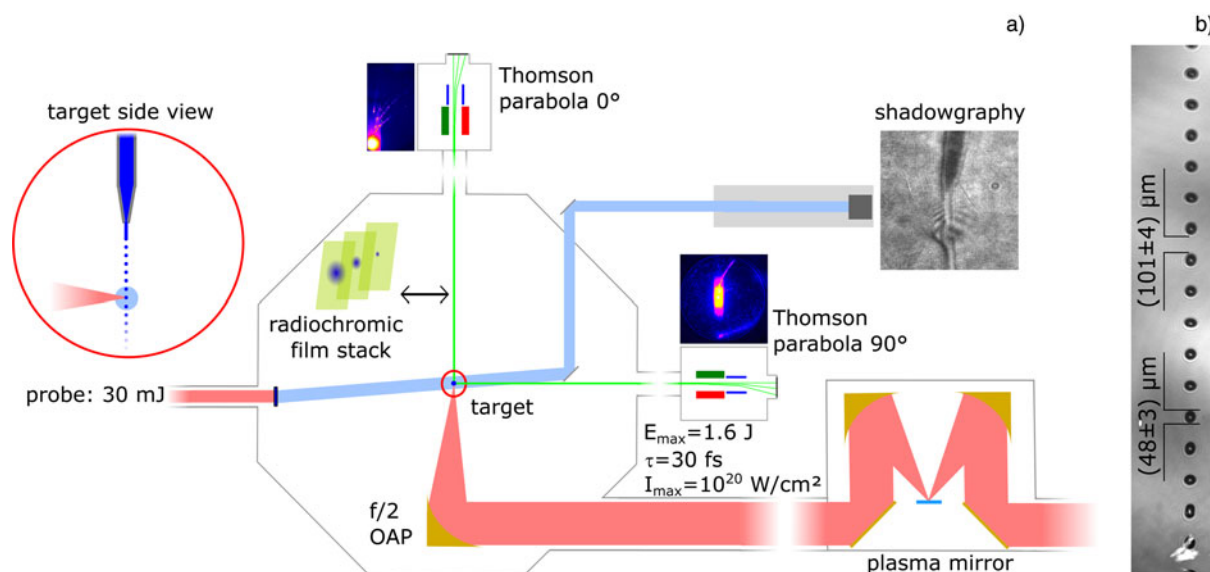 a)
b)
Thomson
parabola 0°
target side view
shadowgraphy
(101±4) μm
radiochromic
film stack
Thomson
parabola 90°
probe: 30 mJ
target
(48±3) μm
Emax=1.6 J
τ=30 fs
Imax=10²⁰ W/cm²
f/2
OAP
plasma mirror